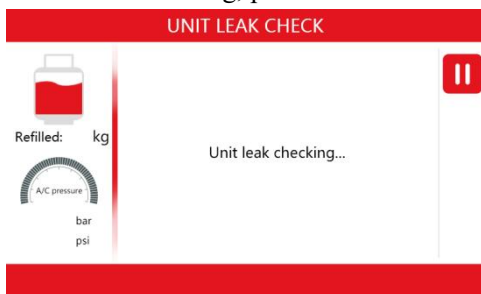 UNIT LEAK CHECK
Refilled: kg
A/C pressure
bar
psi
Unit leak checking...